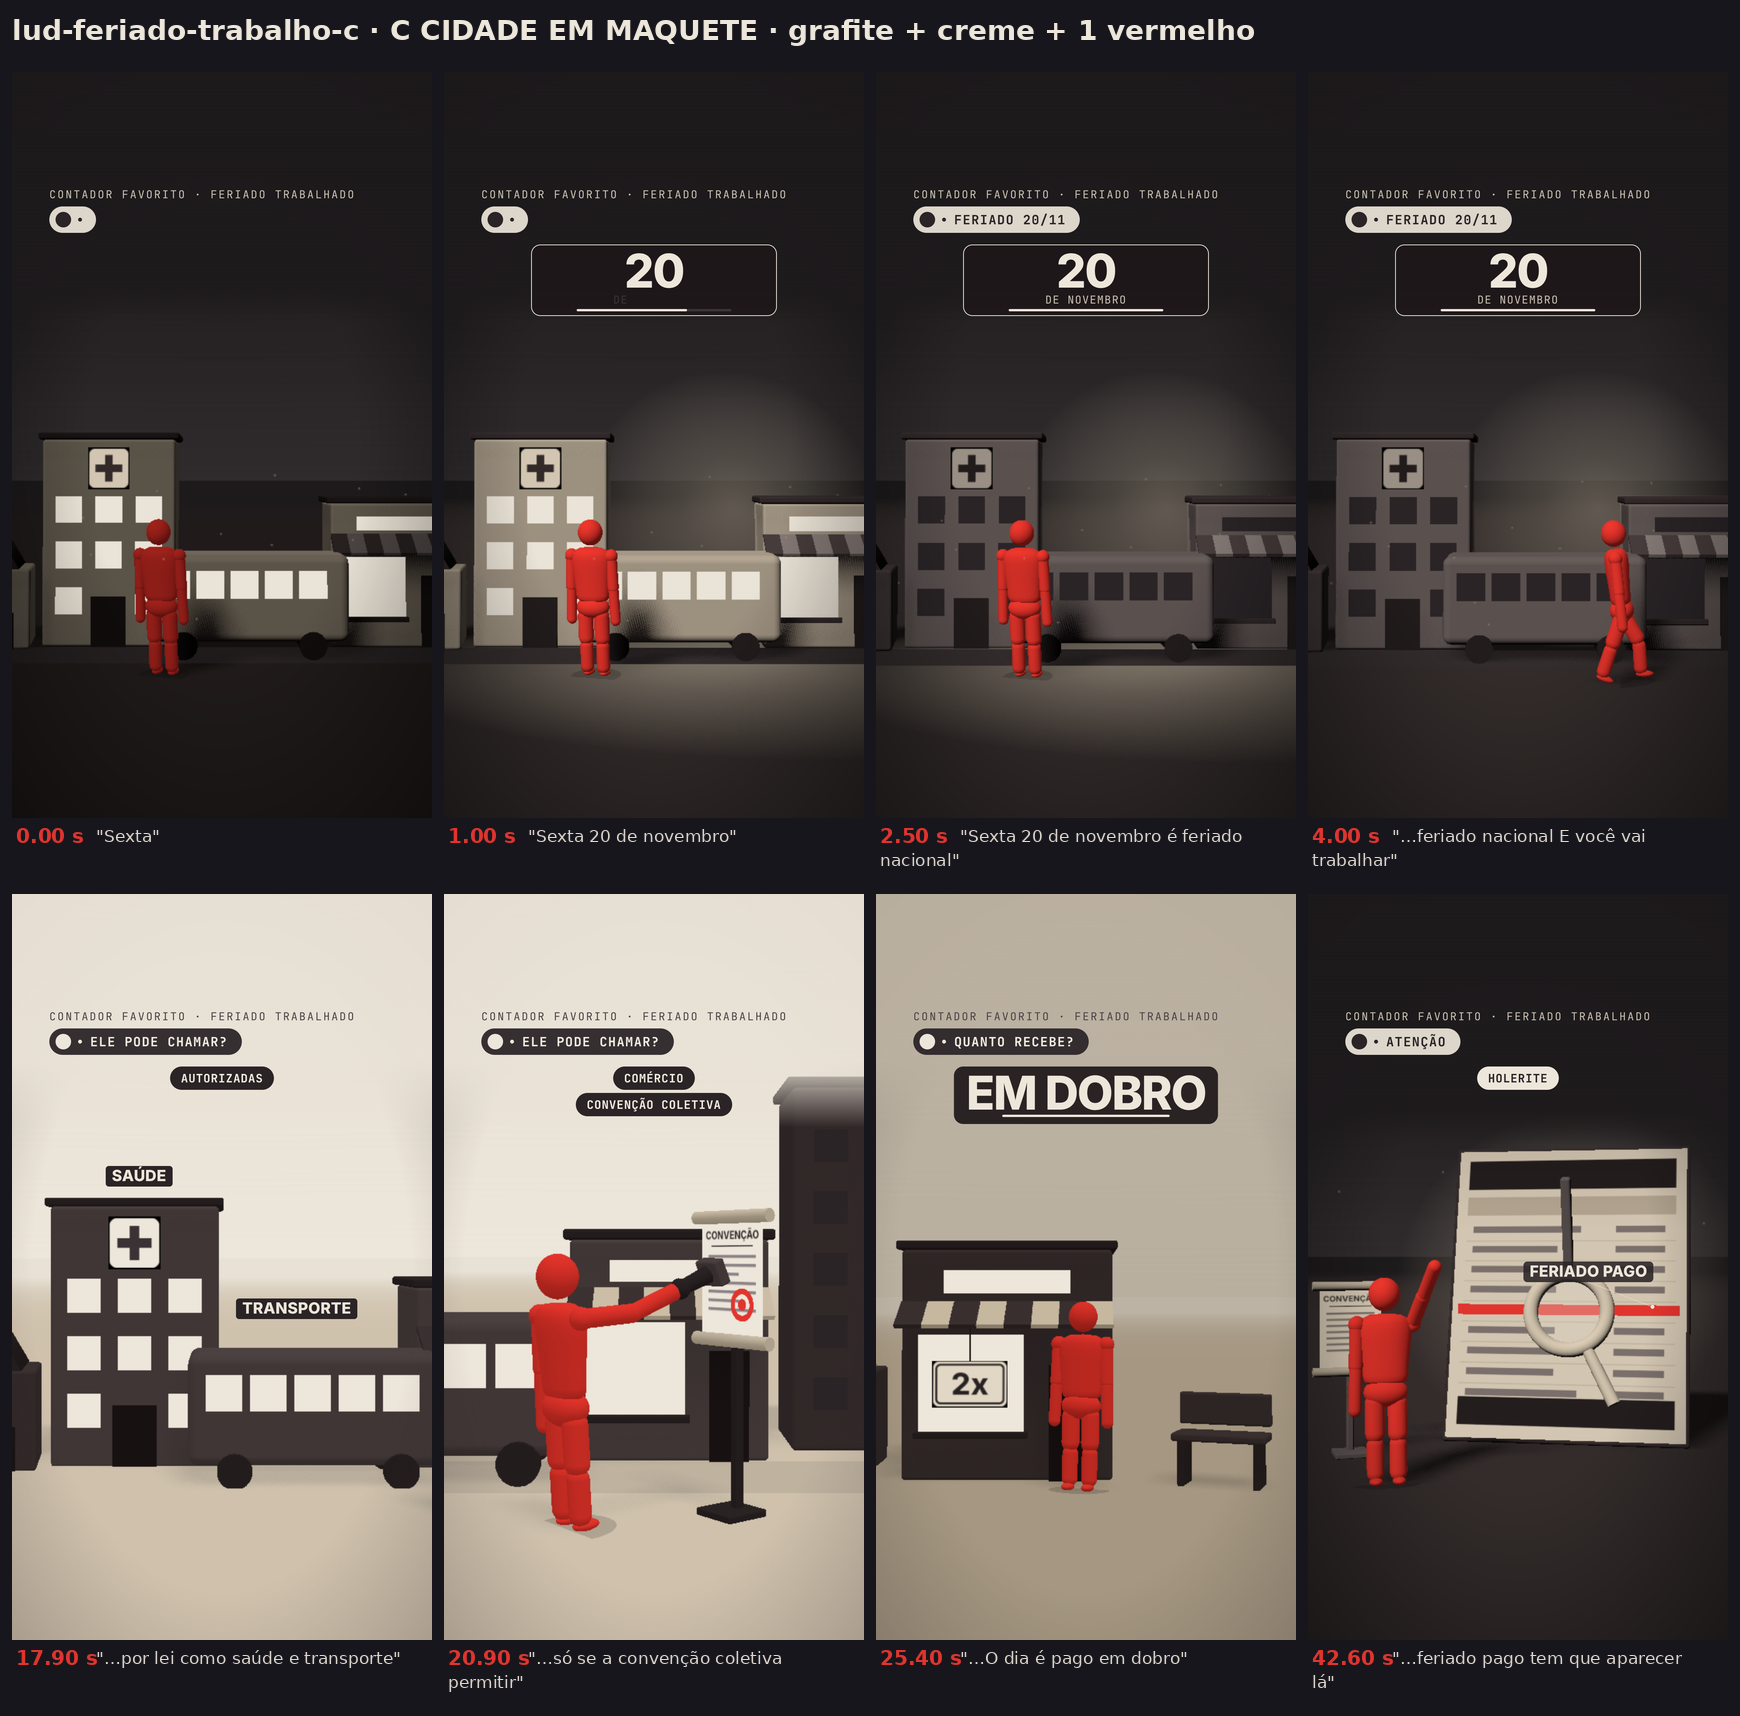 lud-feriado-trabalho-c · C CIDADE EM MAQUETE · grafite + creme + 1 vermelho
CONTADOR FAVORITO · FERIADO TRABALHADO
CONTADOR FAVORITO · FERIADO TRABALHADO
20
DE
CONTADOR FAVORITO · FERIADO TRABALHADO
• FERIADO 20/11
20
DE NOVEMBRO
CONTADOR FAVORITO · FERIADO TRABALHADO
• FERIADO 20/11
20
DE NOVEMBRO
0.00 s "Sexta"
1.00 s "Sexta 20 de novembro"
2.50 s "Sexta 20 de novembro é feriado
nacional"
4.00 s "...feriado nacional E você vai
trabalhar"
CONTADOR FAVORITO · FERIADO TRABALHADO
• ELE PODE CHAMAR?
AUTORIZADAS
SAÚDE
TRANSPORTE
CONTADOR FAVORITO · FERIADO TRABALHADO
• ELE PODE CHAMAR?
COMÉRCIO
CONVENÇÃO COLETIVA
CONVENÇÃO
CONTADOR FAVORITO · FERIADO TRABALHADO
• QUANTO RECEBE?
EM DOBRO
2x
CONTADOR FAVORITO · FERIADO TRABALHADO
• ATENÇÃO
HOLERITE
FERIADO PAGO
CONVENÇA
17.90 s "...por lei como saúde e transporte"
20.90 s "...só se a convenção coletiva
permitir"
25.40 s "...O dia é pago em dobro"
42.60 s "...feriado pago tem que aparecer
lá"